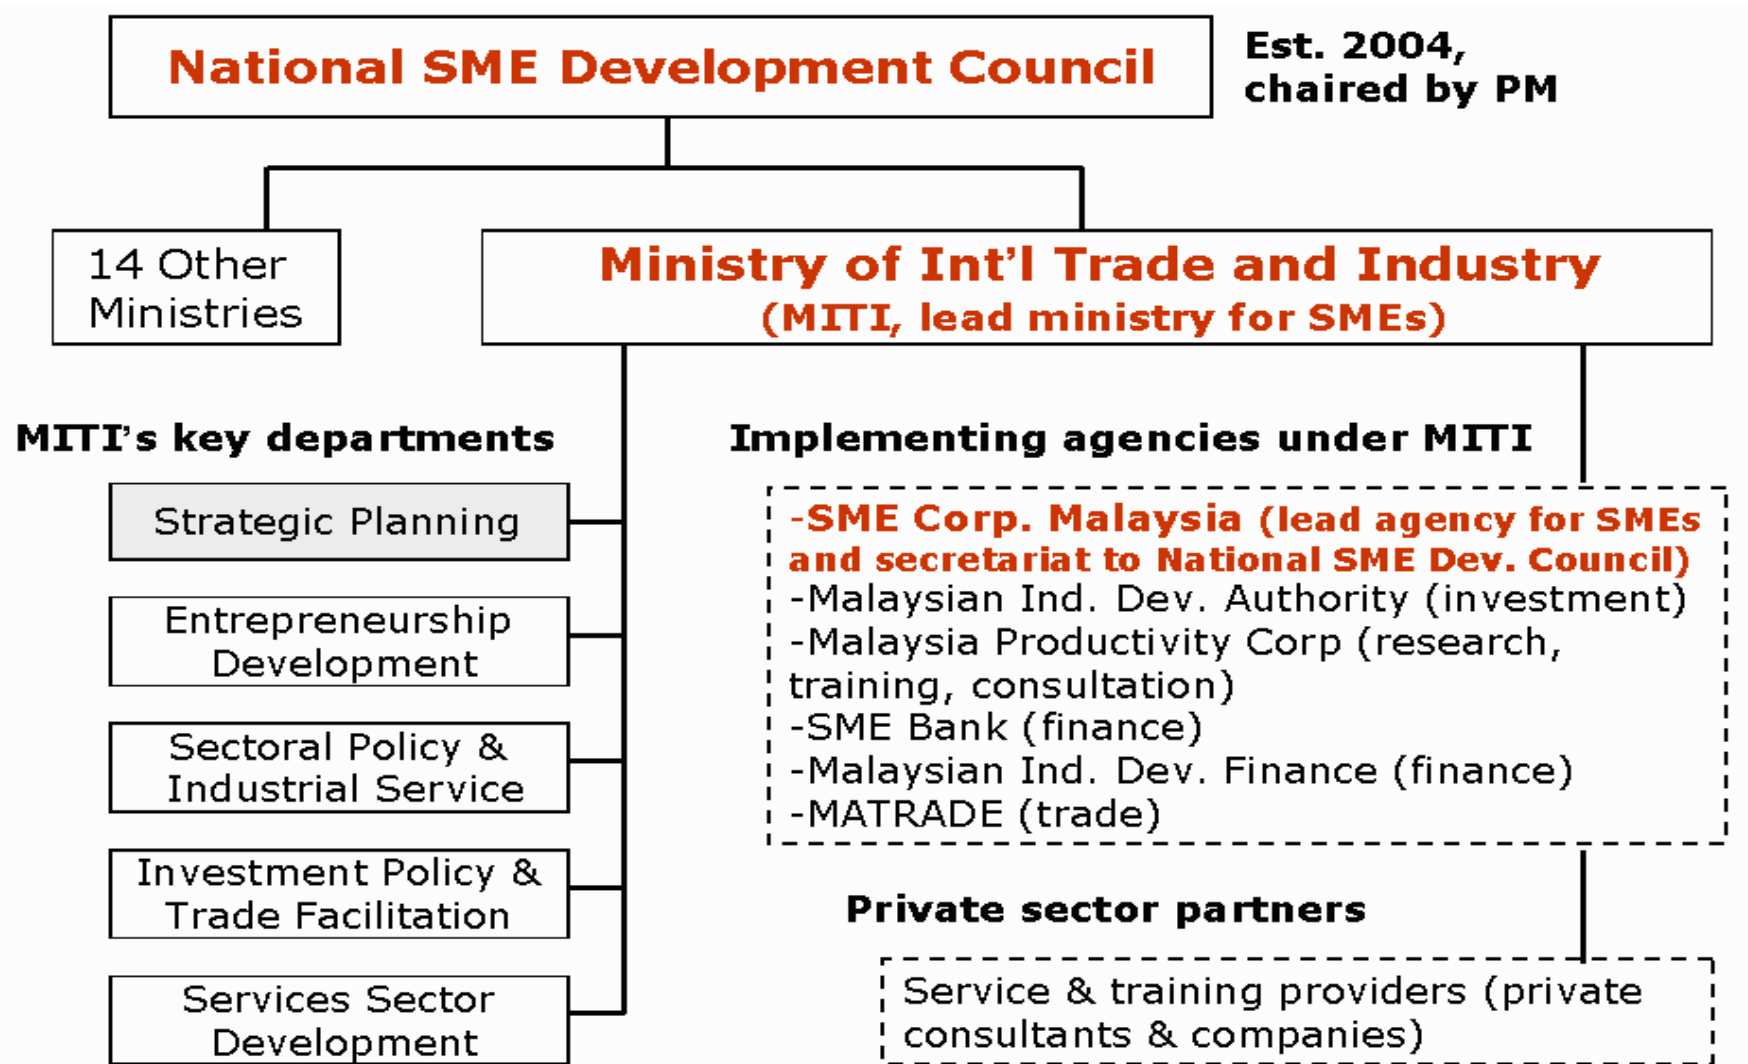 National SME Development Council
Est. 2004,
chaired by PM
14 Other
Ministries
Ministry of Int’l Trade and Industry
(MITI, lead ministry for SMEs)
MITI’s key departments
Strategic Planning
Entrepreneurship
Development
Sectoral Policy &
Industrial Service
Investment Policy &
Trade Facilitation
Services Sector
Development
Implementing agencies under MITI
-SME Corp. Malaysia (lead agency for SMEs
and secretariat to National SME Dev. Council)
-Malaysian Ind. Dev. Authority (investment)
-Malaysia Productivity Corp (research,
training, consultation)
-SME Bank (finance)
-Malaysian Ind. Dev. Finance (finance)
-MATRADE (trade)
Private sector partners
Service & training providers (private
consultants & companies)